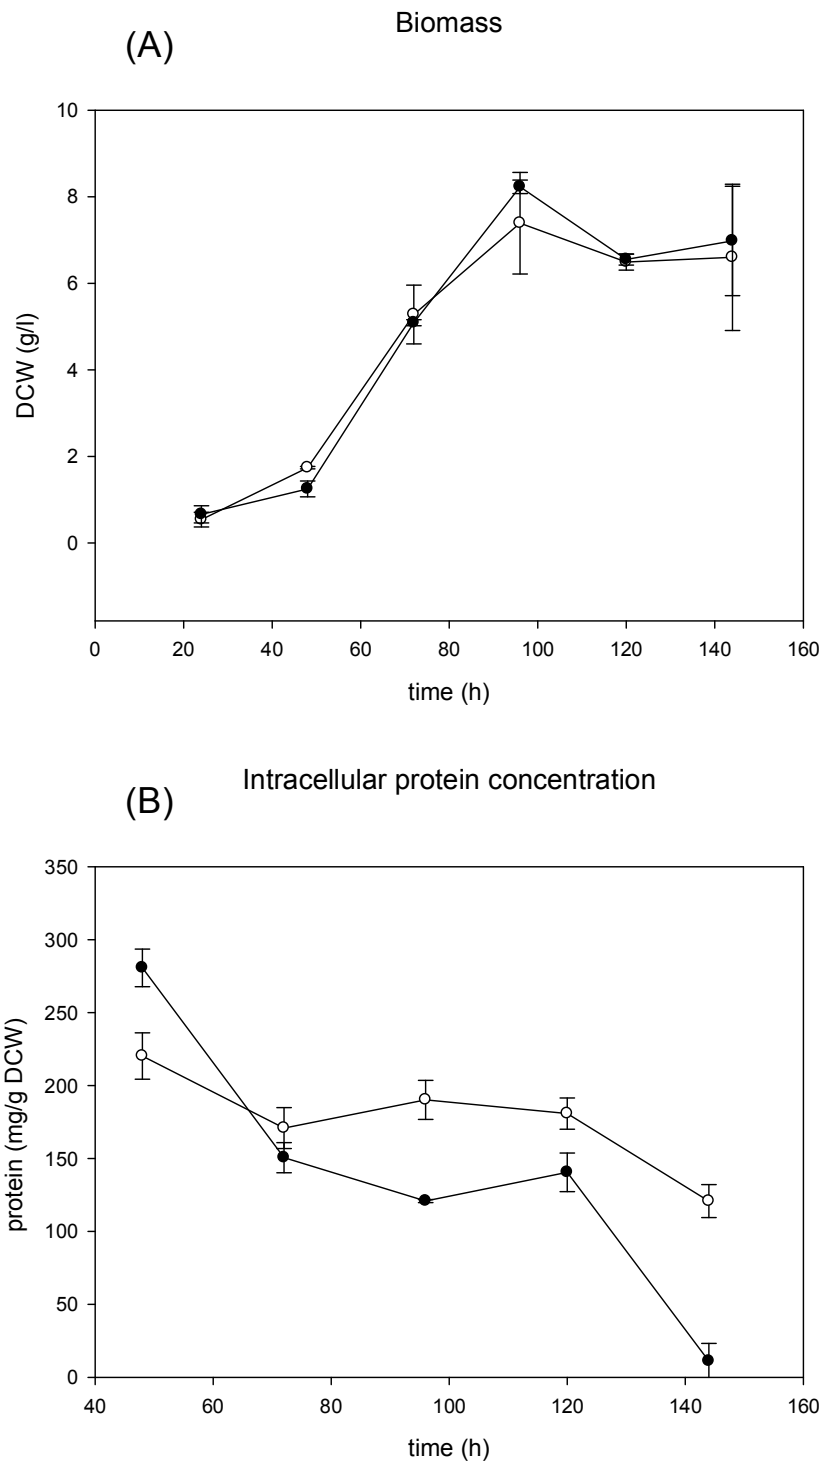 Biomass
(A)
10
8
6
4
2
0
DCW (g/l)
0 20 40 60 80 100 120 140 160
time (h)
Intracellular protein concentration
(B)
350
300
250
200
150
100
50
0
protein (mg/g DCW)
40 60 80 100 120 140 160
time (h)